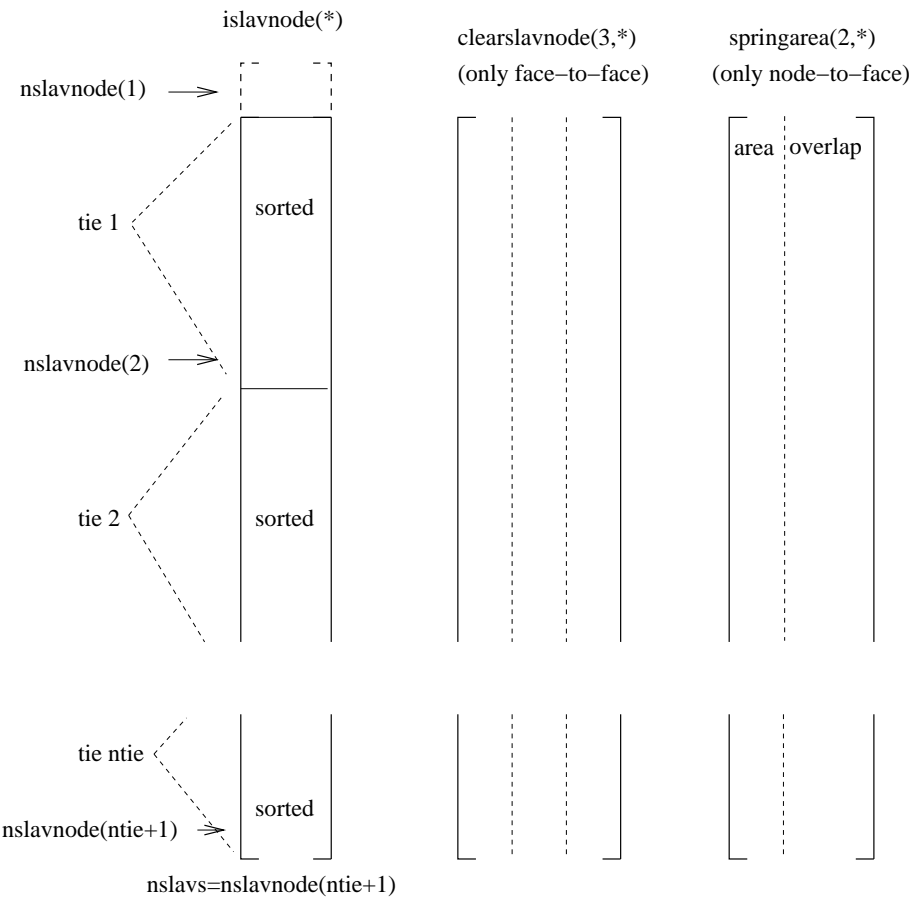 islavnode(*)
clearslavnode(3,*)
(only face−to−face)
springarea(2,*)
(only node−to−face)
nslavnode(1)
area
overlap
tie 1
sorted
nslavnode(2)
tie 2
sorted
tie ntie
sorted
nslavnode(ntie+1)
nslavs=nslavnode(ntie+1)